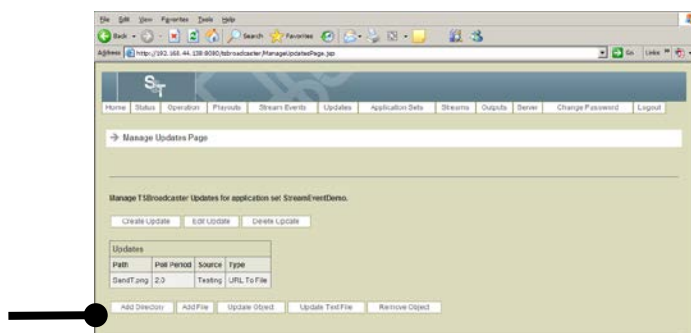 File Edit View Favorites Tools Help
Back Search Favorites
Address http://192.168.44.138:8090/tsbroadcaster/ManageUpdatesPage.jsp Go Links
S&T
Home Status Operation Playouts Stream Events Updates Application Sets Streams Outputs Server Change Password Logout
Manage Updates Page
Manage TSBroadcaster Updates for application set StreamEventDemo.
Create Update Edit Update Delete Update
Updates
Path Poll Period Source Type
SandT.png 2.0 Testing URL To File
Add Directory Add File Update Object Update Text File Remove Object